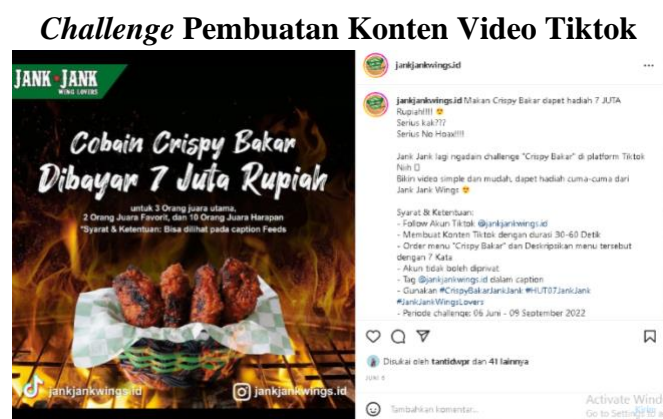 Challenge Pembuatan Konten Video Tiktok
JANK JANK
WING LOVERS
Cobain Crispy Bakar
Dibayar 7 Juta Rupiah
untuk 3 Orang juara utama,
2 Orang Juara Favorit, dan 10 Orang Juara Harapan
*Syarat & Ketentuan: Bisa dilihat pada caption Feeds
jankjankwings.id
jankjankwings.id
jankjankwings.id
jankjankwings.id Makan Crispy Bakar dapet hadiah 7 JUTA
Rupiah!!!! 😍
Serius kak???
Serius No Hoax!!!!
Jank Jank lagi ngadain challenge "Crispy Bakar" di platform Tiktok
Nih
Bikin video simple dan mudah, dapet hadiah cuma-cuma dari
Jank Jank Wings 😍
Syarat & Ketentuan:
- Follow Akun Tiktok @jankjankwings.id
- Membuat Konten Tiktok dengan durasi 30-60 Detik
- Order menu "Crispy Bakar" dan Deskripsikan menu tersebut
dengan 7 Kata
- Akun tidak boleh diprivat
- Tag @jankjankwings.id dalam caption
- Gunakan #CrispyBakarJankJank #HUT07JankJank
#JankJankWingsLovers
- Periode challenge: 06 Juni - 09 September 2022
Disukai oleh tantidwpr dan 41 lainnya
JUNI
Tambahkan komentar...
Activate Wind
Go to Settings to a